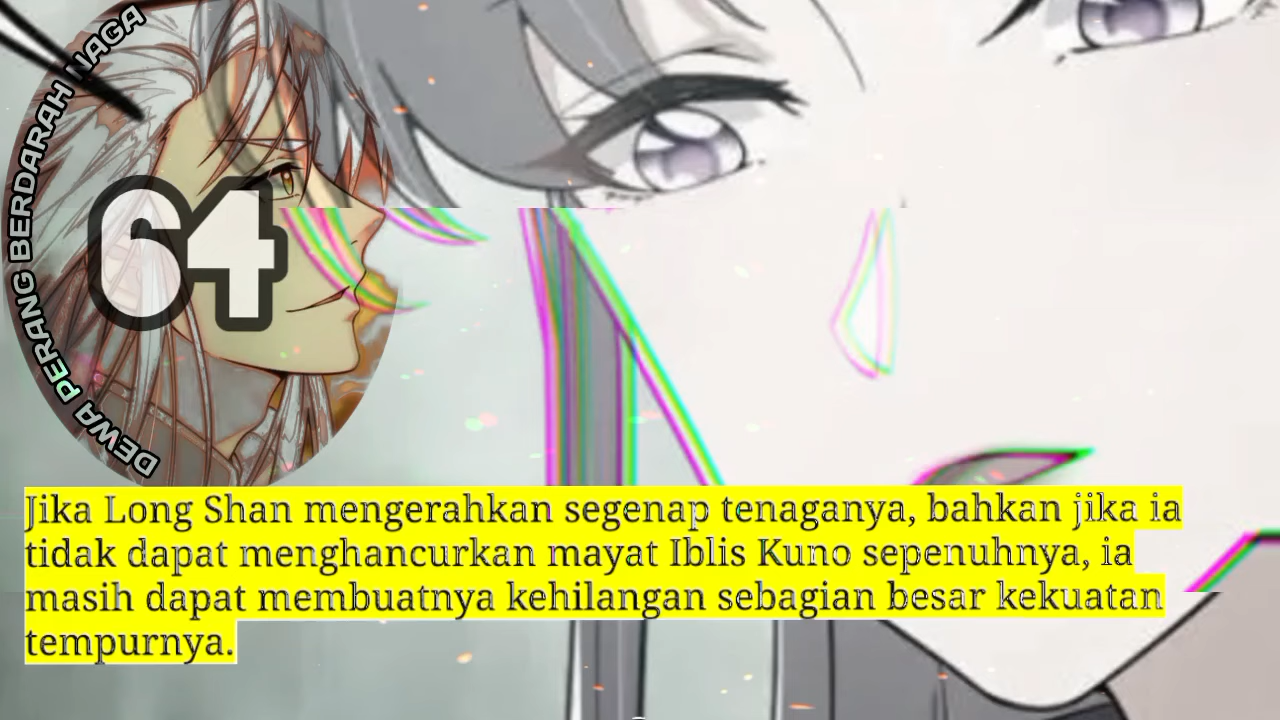 DEWA PERANG BERDARAH NAGA
64
Jika Long Shan mengerahkan segenap tenaganya, bahkan jika ia
tidak dapat menghancurkan mayat Iblis Kuno sepenuhnya, ia
masih dapat membuatnya kehilangan sebagian besar kekuatan
tempurnya.